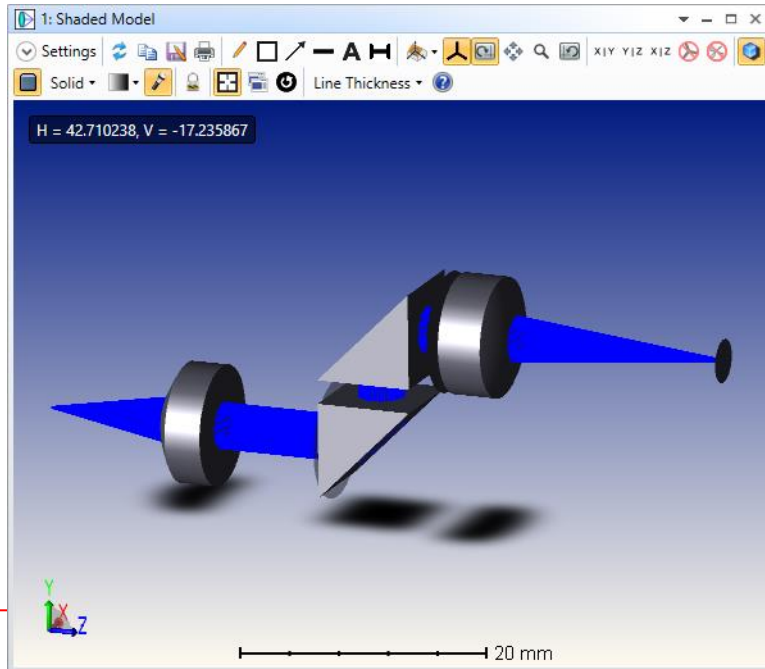 1: Shaded Model
Settings A X|Y Y|Z X|Z
Solid Line Thickness
H = 42.710238, V = -17.235867
Y
X
Z
20 mm